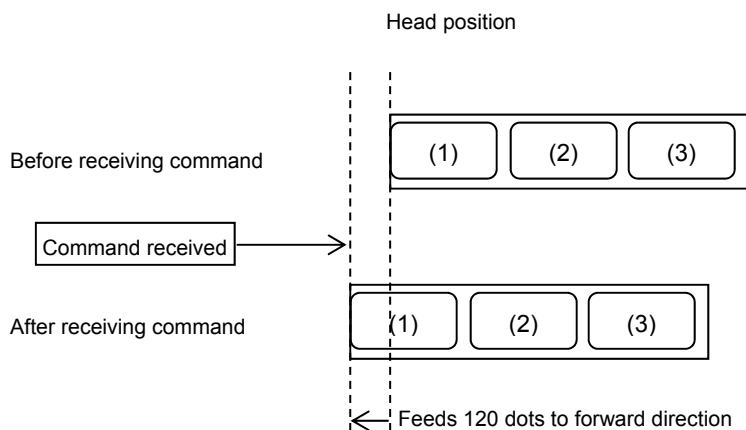 Head position
Before receiving command
(1) (2) (3)
Command received
After receiving command
(1) (2) (3)
Feeds 120 dots to forward direction